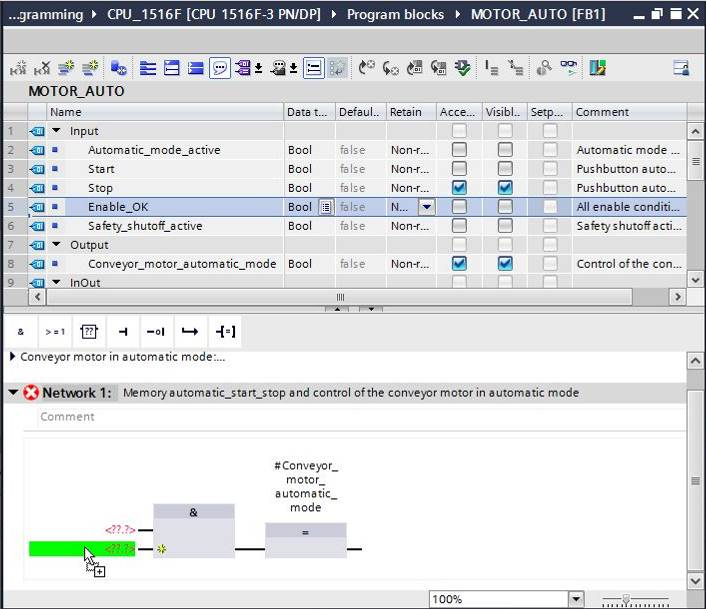 ...gramming ▸ CPU_1516F [CPU 1516F-3 PN/DP] ▸ Program blocks ▸ MOTOR_AUTO [FB1]
MOTOR_AUTO
Name Data t... Defaul.. Retain Acce... Visibl.. Setp... Comment
1 Input
2 Automatic_mode_active Bool false Non-r... Automatic mode ...
3 Start Bool false Non-r... Pushbutton auto...
4 Stop Bool false Non-r... Pushbutton auto...
5 Enable_OK Bool false N... All enable conditi...
6 Safety_shutoff_active Bool false Non-r... Safety shutoff acti...
7 Output
8 Conveyor_motor_automatic_mode Bool false Non-r... Control of the con...
9 InOut
& >=1 [??] ⊣ –o| ↦ –[=]
Conveyor motor in automatic mode:...
Network 1: Memory automatic_start_stop and control of the conveyor motor in automatic mode
Comment
#Conveyor_
motor_
automatic_
mode
&
<??.?>
=
<??.?>
100%